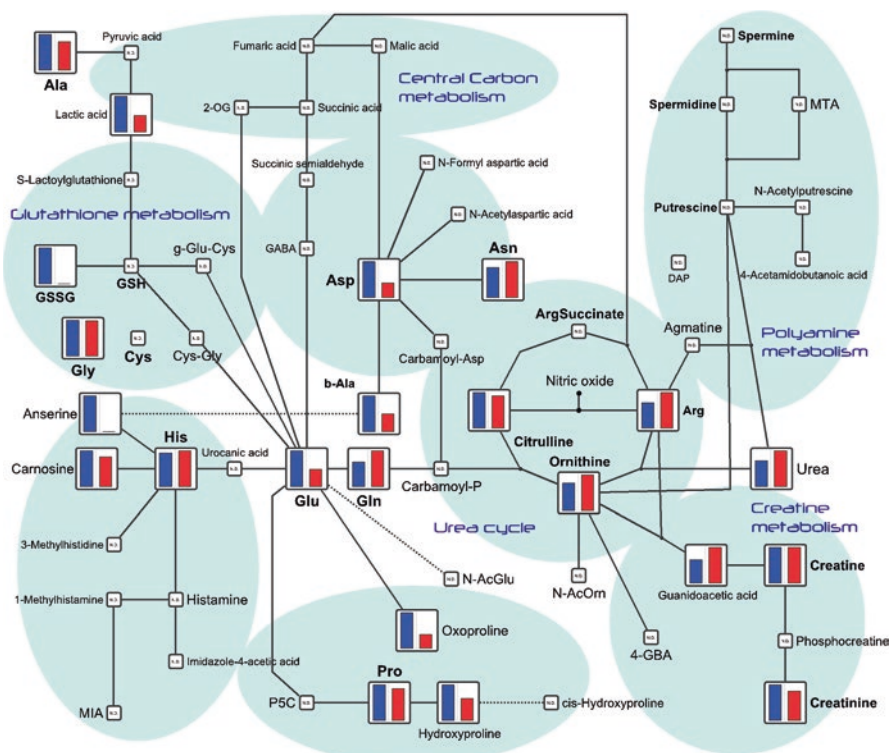 Pyruvic acid
N.D.
Ala
Lactic acid
Fumaric acid
N.D.
N.D.
Malic acid
Central Carbon
metabolism
2-OG
N.D.
N.D.
Succinic acid
Succinic semialdehyde
N.D.
N.D.
Spermine
Spermidine
N.D.
N.D.
MTA
S-Lactoylglutathione
N.D.
N.D.
N-Formyl aspartic acid
N.D.
N-Acetylaspartic acid
N-Acetylputrescine
Putrescine
N.D.
N.D.
Glutathione metabolism
g-Glu-Cys
GABA
N.D.
GSSG
N.D.
GSH
N.D.
Asp
Asn
N.D.
DAP
N.D.
4-Acetamidobutanoic acid
Gly
N.D.
Cys
N.D.
Cys-Gly
ArgSuccinate
N.D.
N.D.
Carbamoyl-Asp
Agmatine
N.D.
Polyamine
metabolism
b-Ala
Nitric oxide
Anserine
Arg
His
Citrulline
Carnosine
Urocanic acid
N.D.
Glu
Gln
N.D.
Carbamoyl-P
Ornithine
Urea
Urea cycle
Creatine
metabolism
3-Methylhistidine
N.D.
N.D.
N-AcGlu
N.D.
N-AcOrn
Guanidoacetic acid
Creatine
1-Methylhistamine
N.D.
N.D.
Histamine
Oxoproline
N.D.
4-GBA
N.D.
Phosphocreatine
N.D.
Imidazole-4-acetic acid
Pro
MIA
N.D.
P5C
N.D.
Hydroxyproline
N.D.
cis-Hydroxyproline
Creatinine